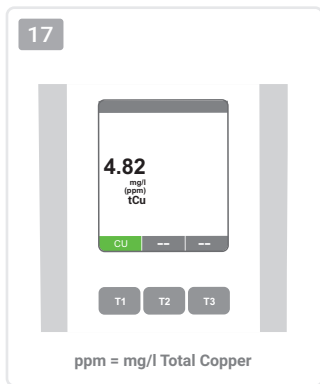 17
4.82
mg/l
(ppm)
tCu
CU -- --
T1 T2 T3
ppm = mg/l Total Copper